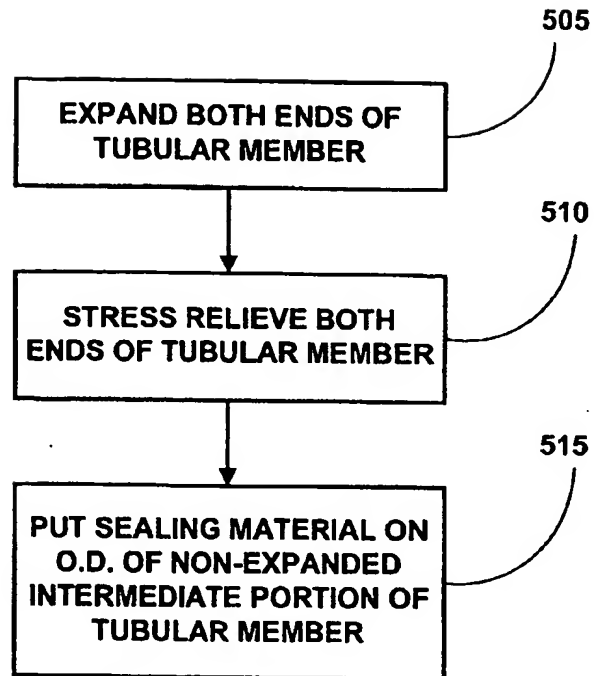 505
EXPAND BOTH ENDS OF
TUBULAR MEMBER
510
STRESS RELIEVE BOTH
ENDS OF TUBULAR MEMBER
515
PUT SEALING MATERIAL ON
O.D. OF NON-EXPANDED
INTERMEDIATE PORTION OF
TUBULAR MEMBER